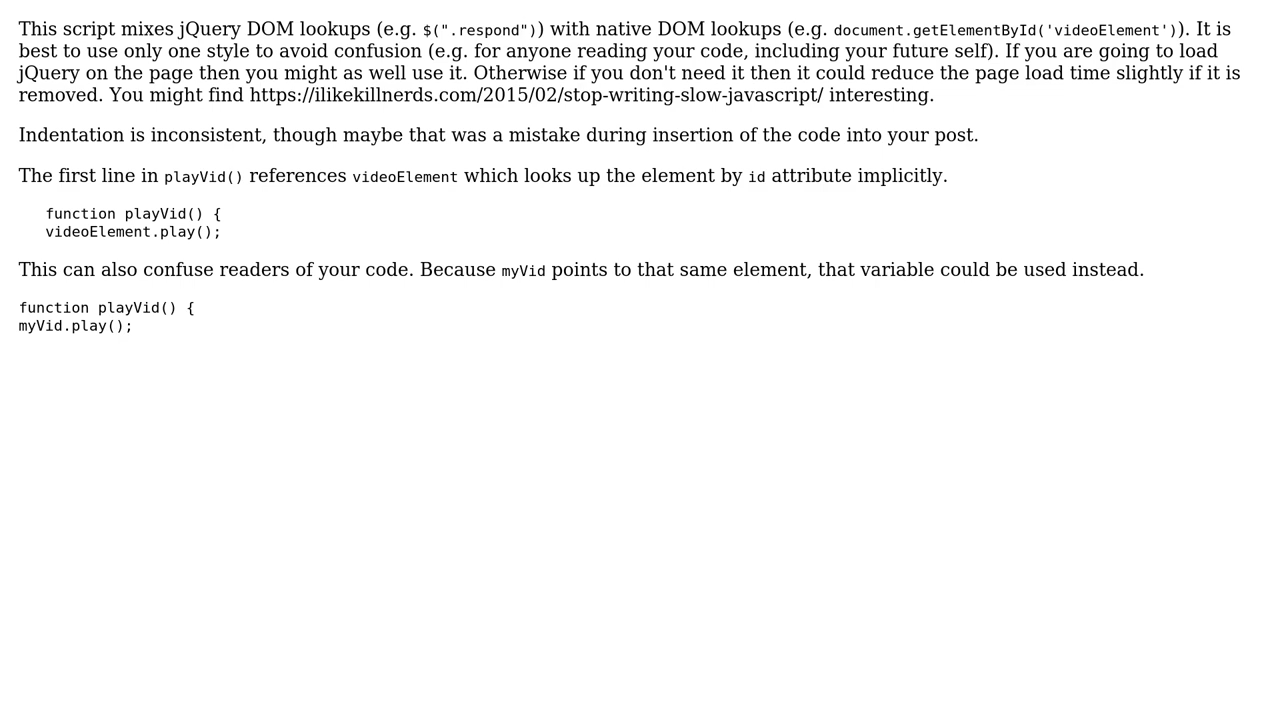 This script mixes jQuery DOM lookups (e.g. $(".respond")) with native DOM lookups (e.g. document.getElementById('videoElement')). It is
best to use only one style to avoid confusion (e.g. for anyone reading your code, including your future self). If you are going to load
jQuery on the page then you might as well use it. Otherwise if you don't need it then it could reduce the page load time slightly if it is
removed. You might find https://ilikekillnerds.com/2015/02/stop-writing-slow-javascript/ interesting.
Indentation is inconsistent, though maybe that was a mistake during insertion of the code into your post.
The first line in playVid() references videoElement which looks up the element by id attribute implicitly.
function playVid() {
videoElement.play();
This can also confuse readers of your code. Because myVid points to that same element, that variable could be used instead.
function playVid() {
myVid.play();